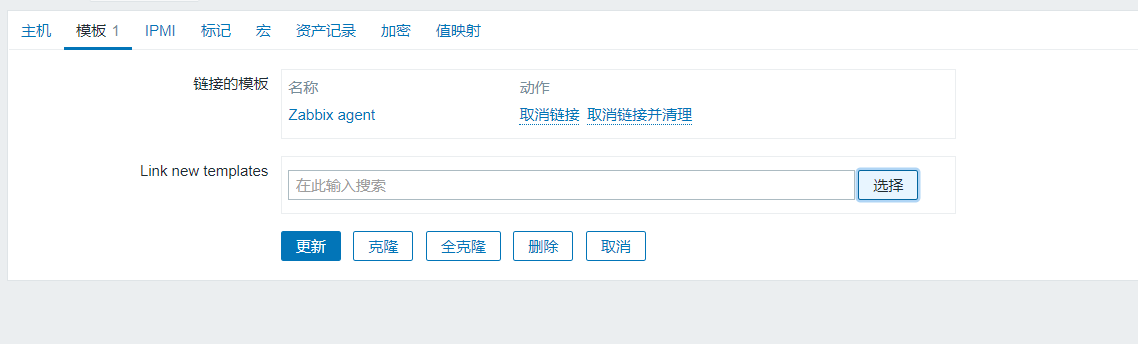 主机 模板 1 IPMI 标记 宏 资产记录 加密 值映射
链接的模板 名称 动作
Zabbix agent 取消链接 取消链接并清理
Link new templates
在此输入搜索 选择
更新 克隆 全克隆 删除 取消